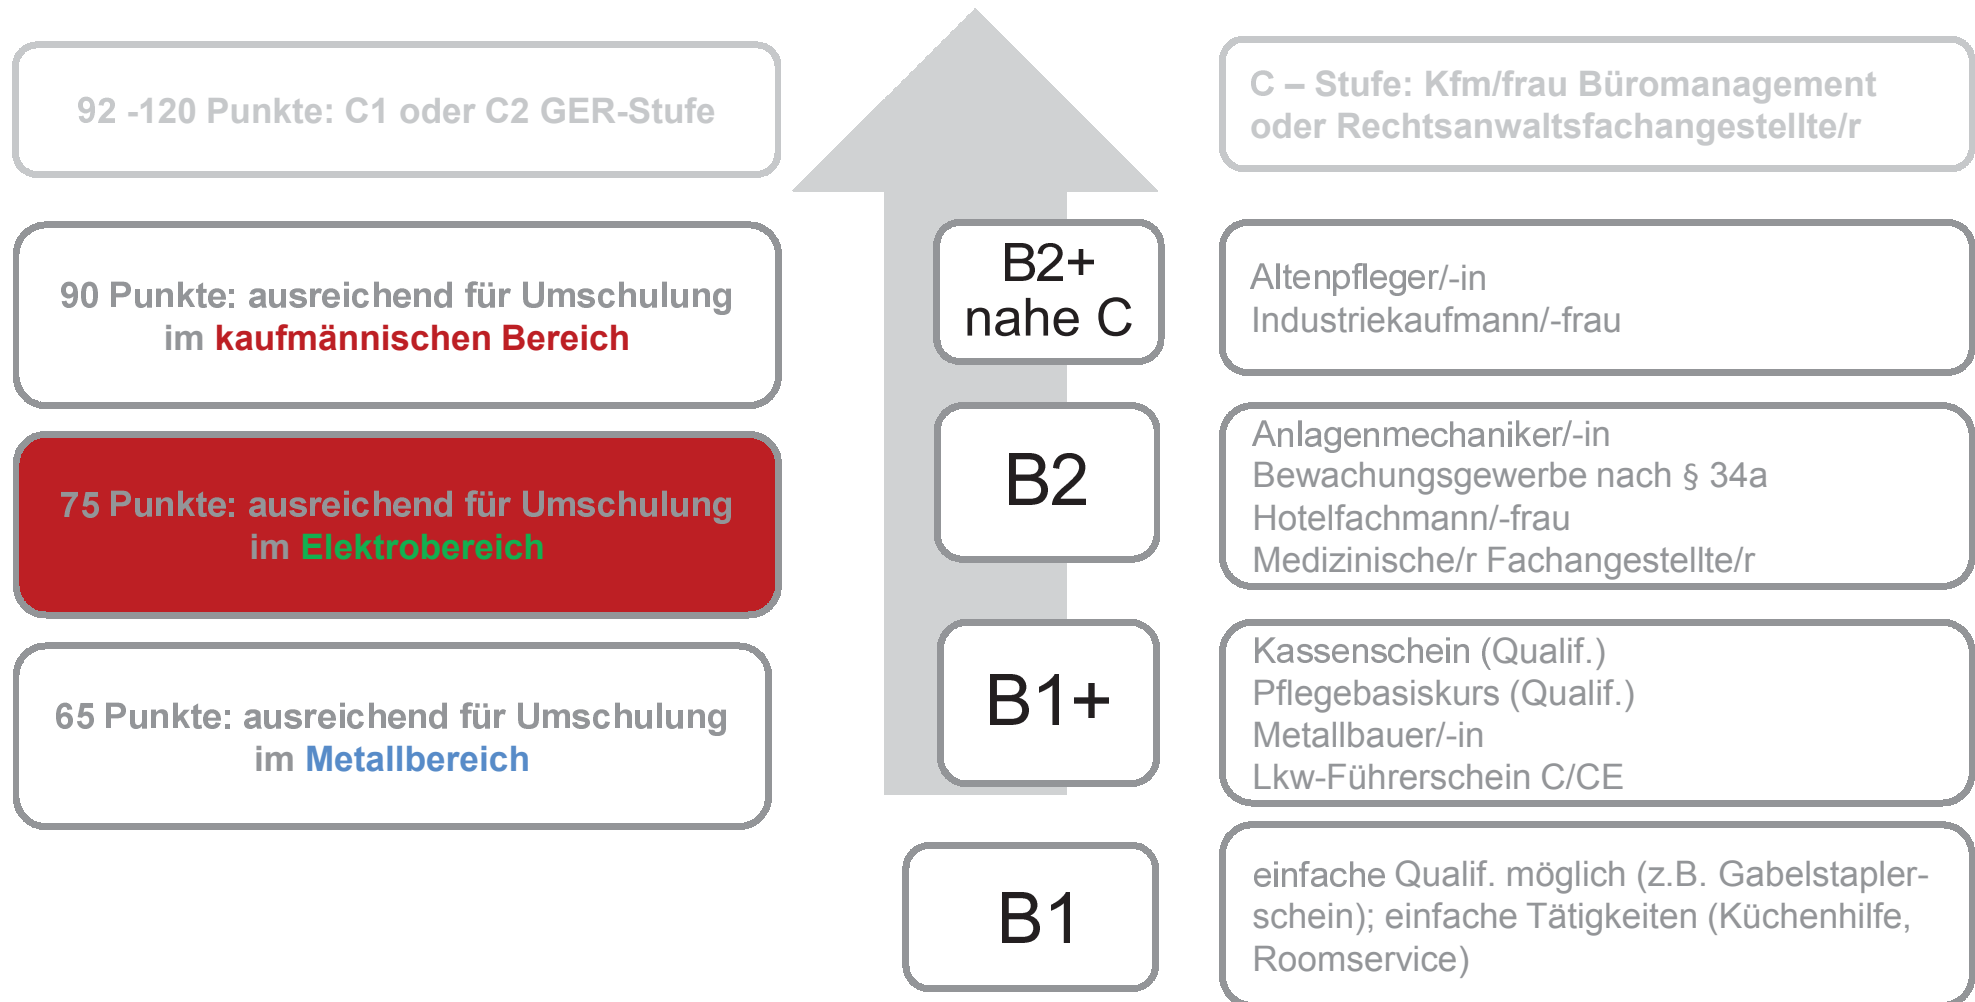 92 -120 Punkte: C1 oder C2 GER-Stufe
C – Stufe: Kfm/frau Büromanagement
oder Rechtsanwaltsfachangestellte/r
90 Punkte: ausreichend für Umschulung
im kaufmännischen Bereich
B2+
nahe C
Altenpfleger/-in
Industriekaufmann/-frau
75 Punkte: ausreichend für Umschulung
im Elektrobereich
B2
Anlagenmechaniker/-in
Bewachungsgewerbe nach § 34a
Hotelfachmann/-frau
Medizinische/r Fachangestellte/r
65 Punkte: ausreichend für Umschulung
im Metallbereich
B1+
Kassenschein (Qualif.)
Pflegebasiskurs (Qualif.)
Metallbauer/-in
Lkw-Führerschein C/CE
B1
einfache Qualif. möglich (z.B. Gabelstapler-
schein); einfache Tätigkeiten (Küchenhilfe,
Roomservice)